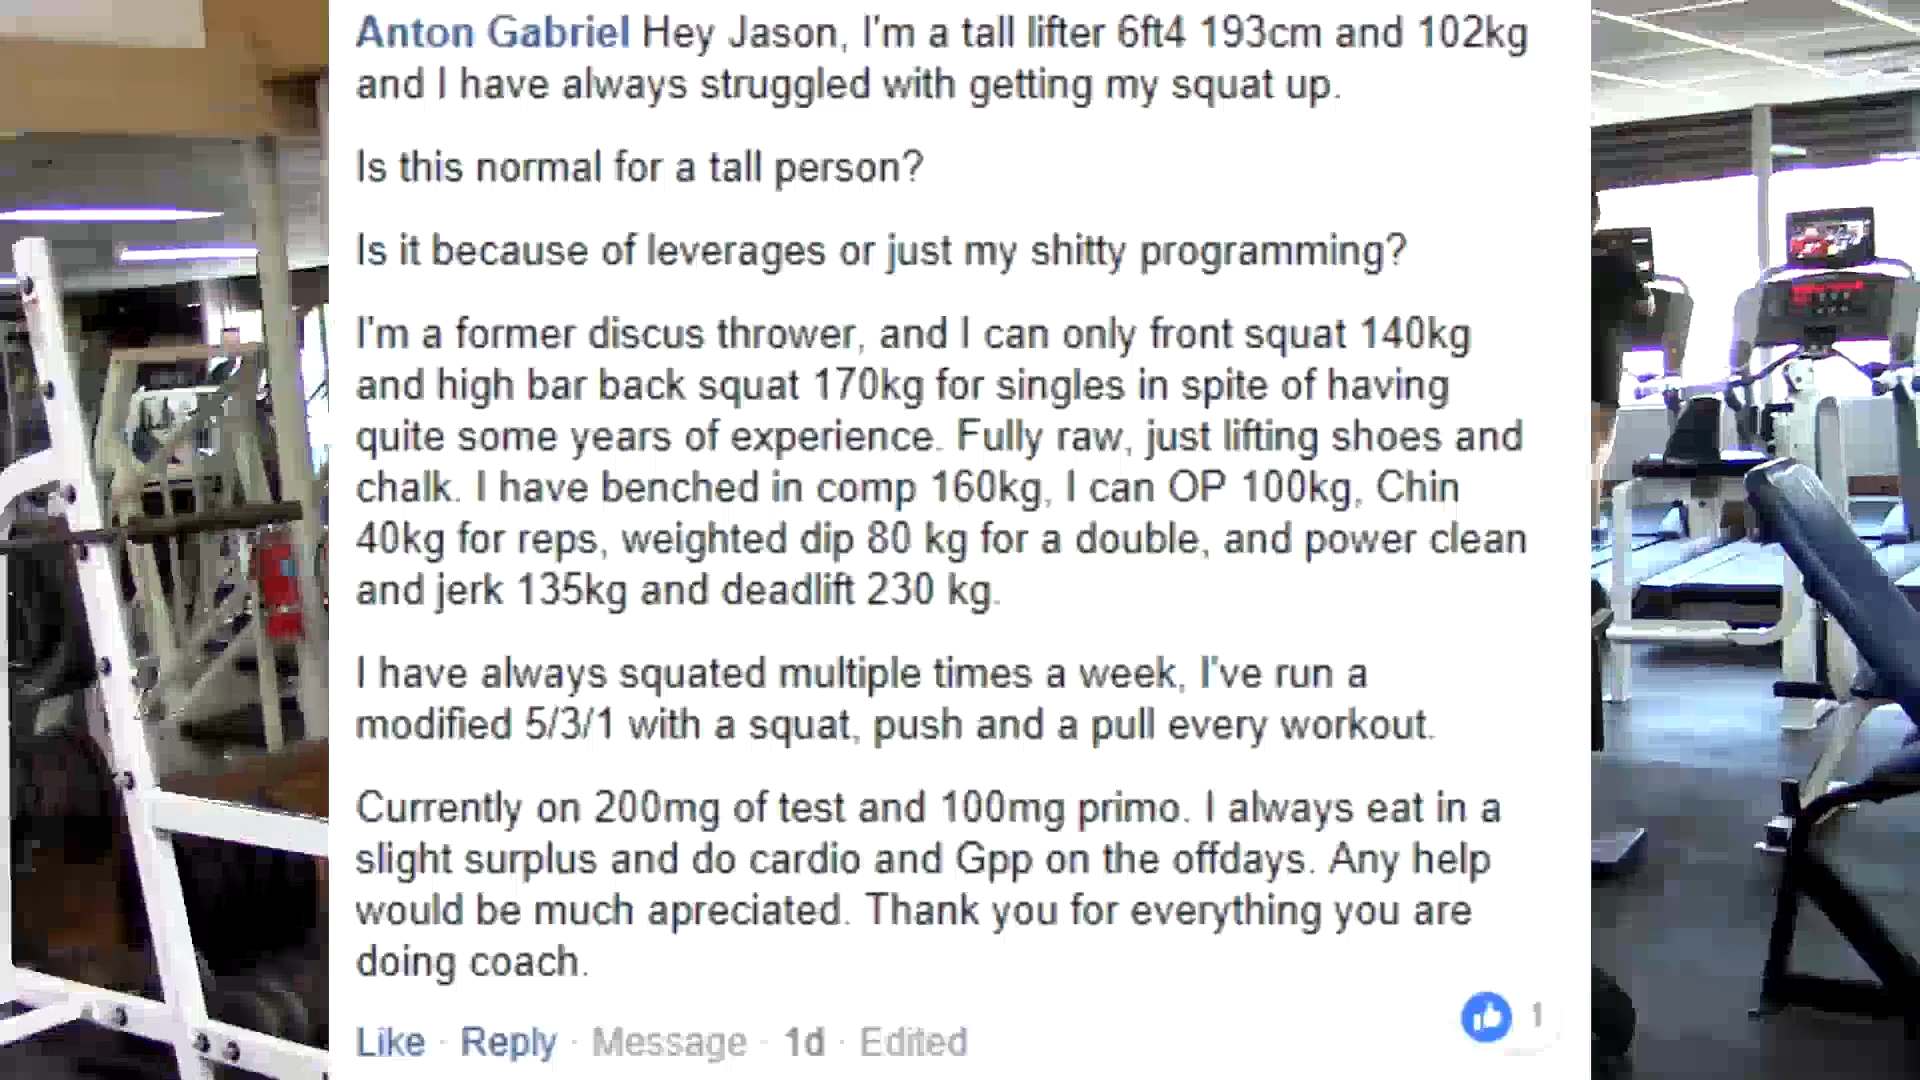 Anton Gabriel Hey Jason, I'm a tall lifter 6ft4 193cm and 102kg
and I have always struggled with getting my squat up.
Is this normal for a tall person?
Is it because of leverages or just my shitty programming?
I'm a former discus thrower, and I can only front squat 140kg
and high bar back squat 170kg for singles in spite of having
quite some years of experience. Fully raw, just lifting shoes and
chalk. I have benched in comp 160kg, I can OP 100kg, Chin
40kg for reps, weighted dip 80 kg for a double, and power clean
and jerk 135kg and deadlift 230 kg.
I have always squated multiple times a week, I've run a
modified 5/3/1 with a squat, push and a pull every workout.
Currently on 200mg of test and 100mg primo. I always eat in a
slight surplus and do cardio and Gpp on the offdays. Any help
would be much apreciated. Thank you for everything you are
doing coach.
Like · Reply · Message · 1d · Edited
1